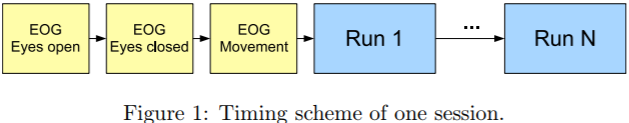 EOG
Eyes open
EOG
Eyes closed
EOG
Movement
Run 1
...
Run N
Figure 1: Timing scheme of one session.